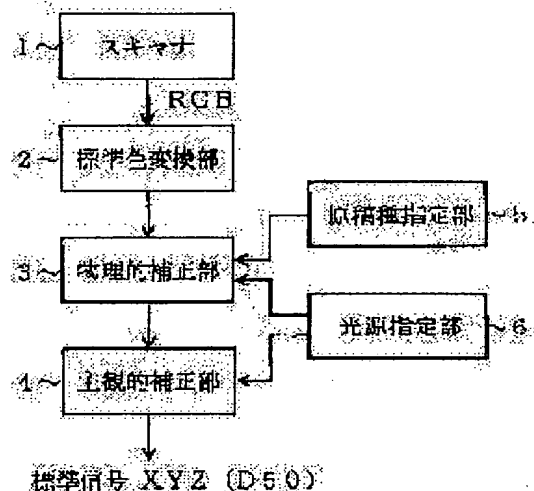 1～ スキャナ
RGB
2～ 標準色変換部
原稿種指定部 ～5
3～ 物理的補正部
光源指定部 ～6
4～ 主観的補正部
標準信号 XYZ (D50)